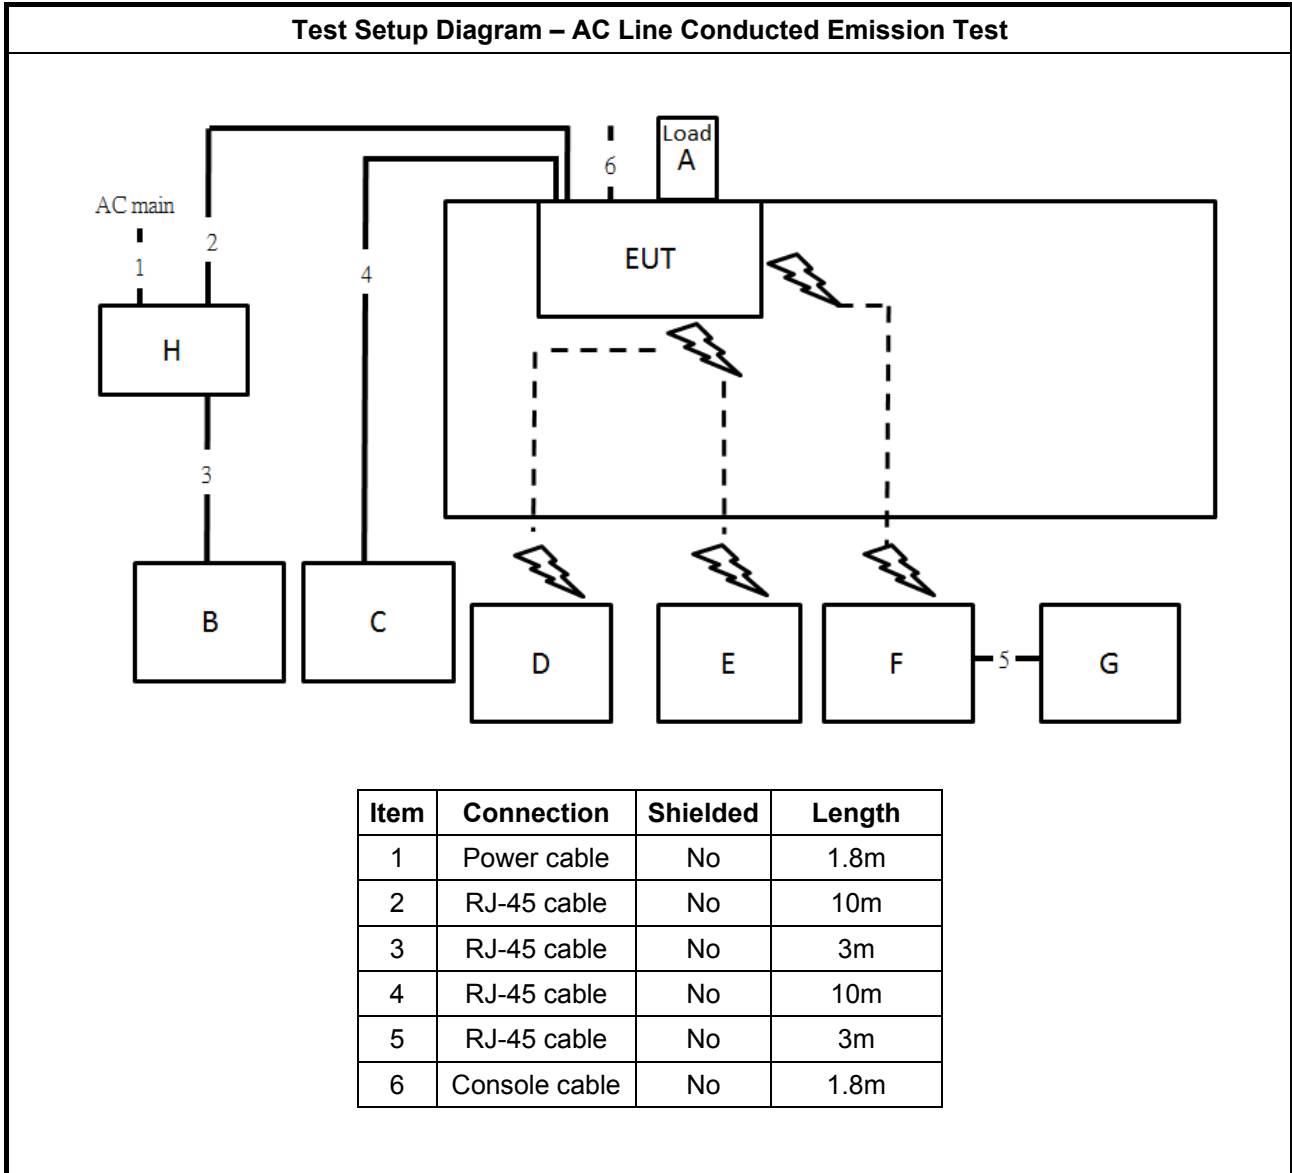 Test Setup Diagram – AC Line Conducted Emission Test
Load
A
6
AC main
2
1
4
EUT
H
3
B
C
D
E
F
5
G
Item Connection Shielded Length
1 Power cable No 1.8m
2 RJ-45 cable No 10m
3 RJ-45 cable No 3m
4 RJ-45 cable No 10m
5 RJ-45 cable No 3m
6 Console cable No 1.8m